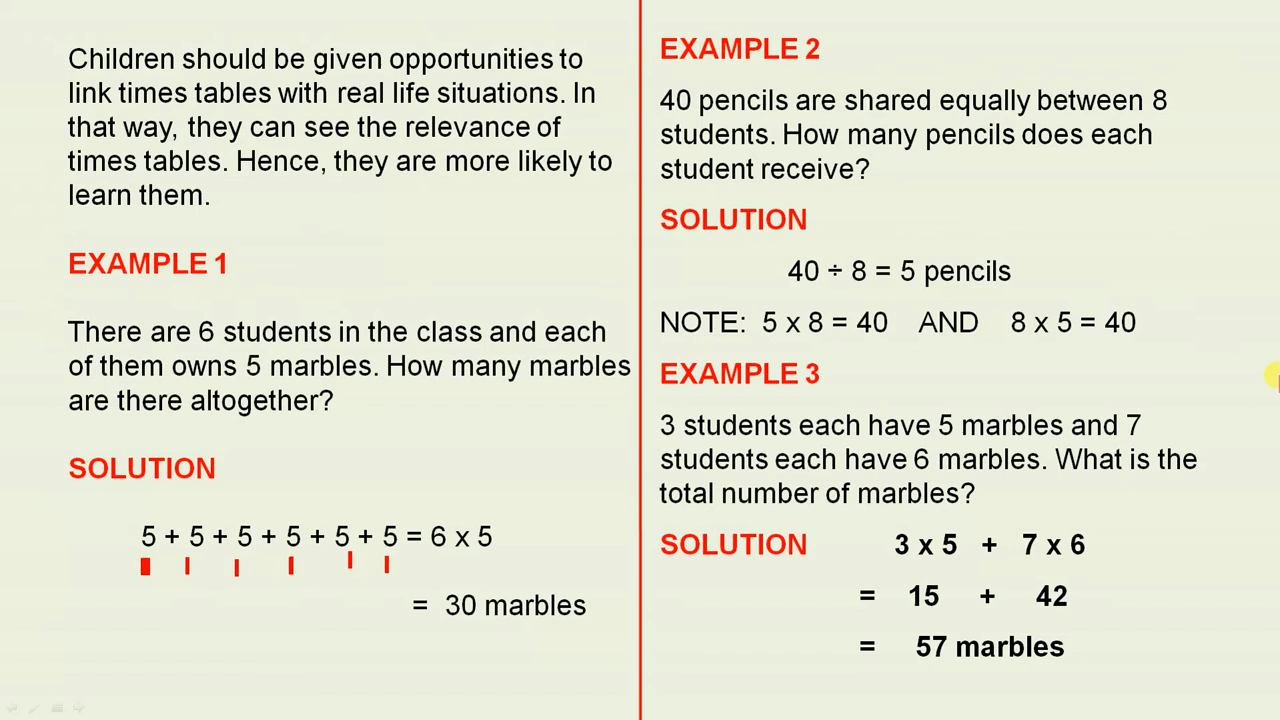 Children should be given opportunities to
link times tables with real life situations. In
that way, they can see the relevance of
times tables. Hence, they are more likely to
learn them.
EXAMPLE 1
There are 6 students in the class and each
of them owns 5 marbles. How many marbles
are there altogether?
SOLUTION
5 + 5 + 5 + 5 + 5 + 5 = 6 x 5
= 30 marbles
EXAMPLE 2
40 pencils are shared equally between 8
students. How many pencils does each
student receive?
SOLUTION
40 ÷ 8 = 5 pencils
NOTE: 5 x 8 = 40 AND 8 x 5 = 40
EXAMPLE 3
3 students each have 5 marbles and 7
students each have 6 marbles. What is the
total number of marbles?
SOLUTION 3 x 5 + 7 x 6
= 15 + 42
= 57 marbles